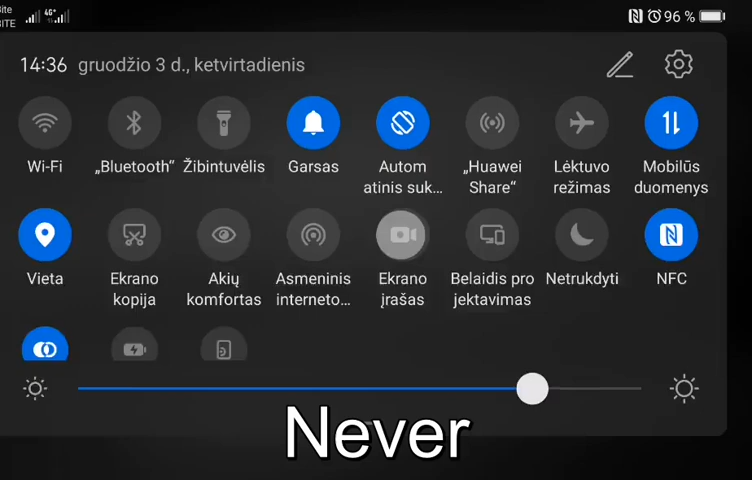 Bite
BITE 4G+ 96 %
14:36 gruodžio 3 d., ketvirtadienis
Wi-Fi „Bluetooth“ Žibintuvėlis Garsas Autom „Huawei Lėktuvo Mobilūs
atinis suk... Share“ režimas duomenys
Vieta Ekrano Akių Asmeninis Ekrano Belaidis pro Netrukdyti NFC
kopija komfortas interneto... įrašas jektavimas
Never